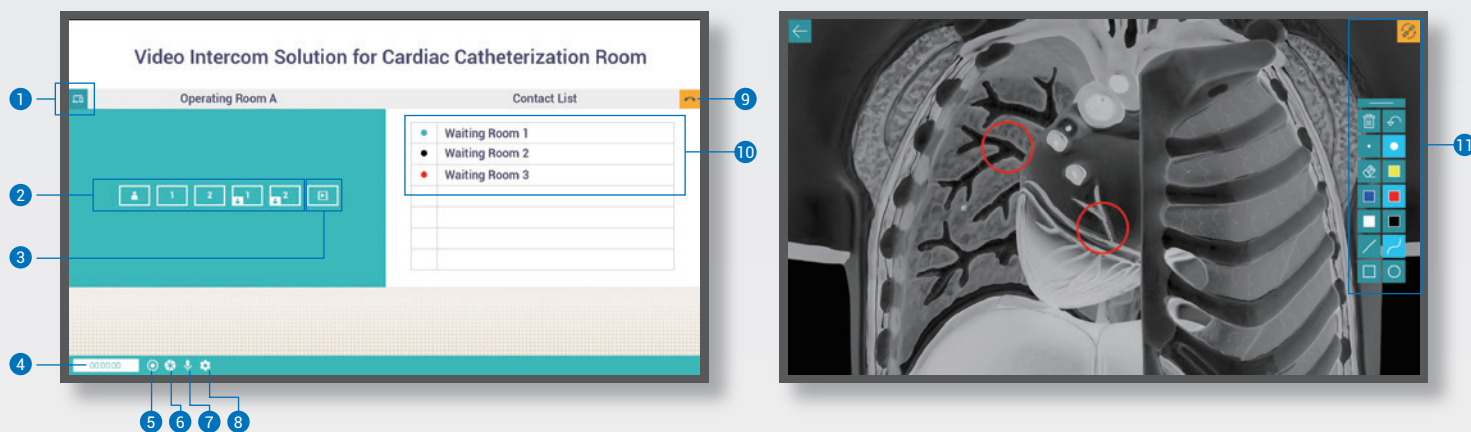 Video Intercom Solution for Cardiac Catheterization Room
1
Operating Room A
Contact List
9
Waiting Room 1
10
Waiting Room 2
Waiting Room 3
2
1
2
1
2
3
4
00:00:00
5
6
7
8
11